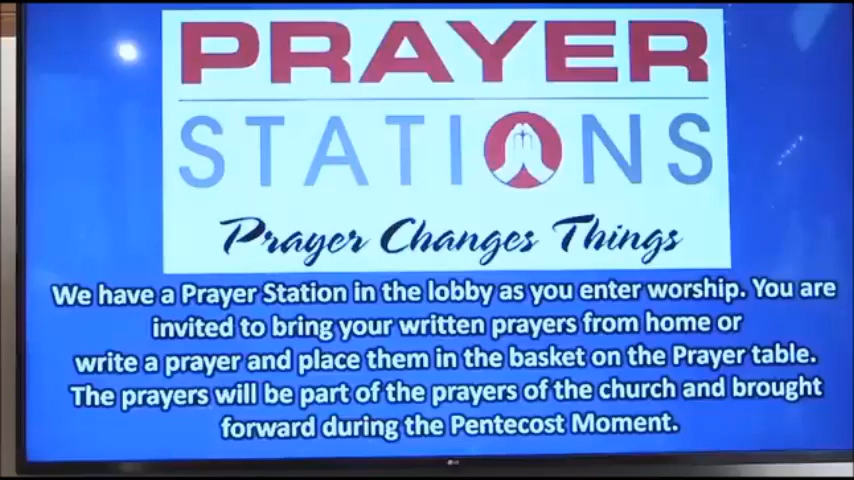 PRAYER
STATIONS
Prayer Changes Things
We have a Prayer Station in the lobby as you enter worship. You are
invited to bring your written prayers from home or
write a prayer and place them in the basket on the Prayer table.
The prayers will be part of the prayers of the church and brought
forward during the Pentecost Moment.
LG